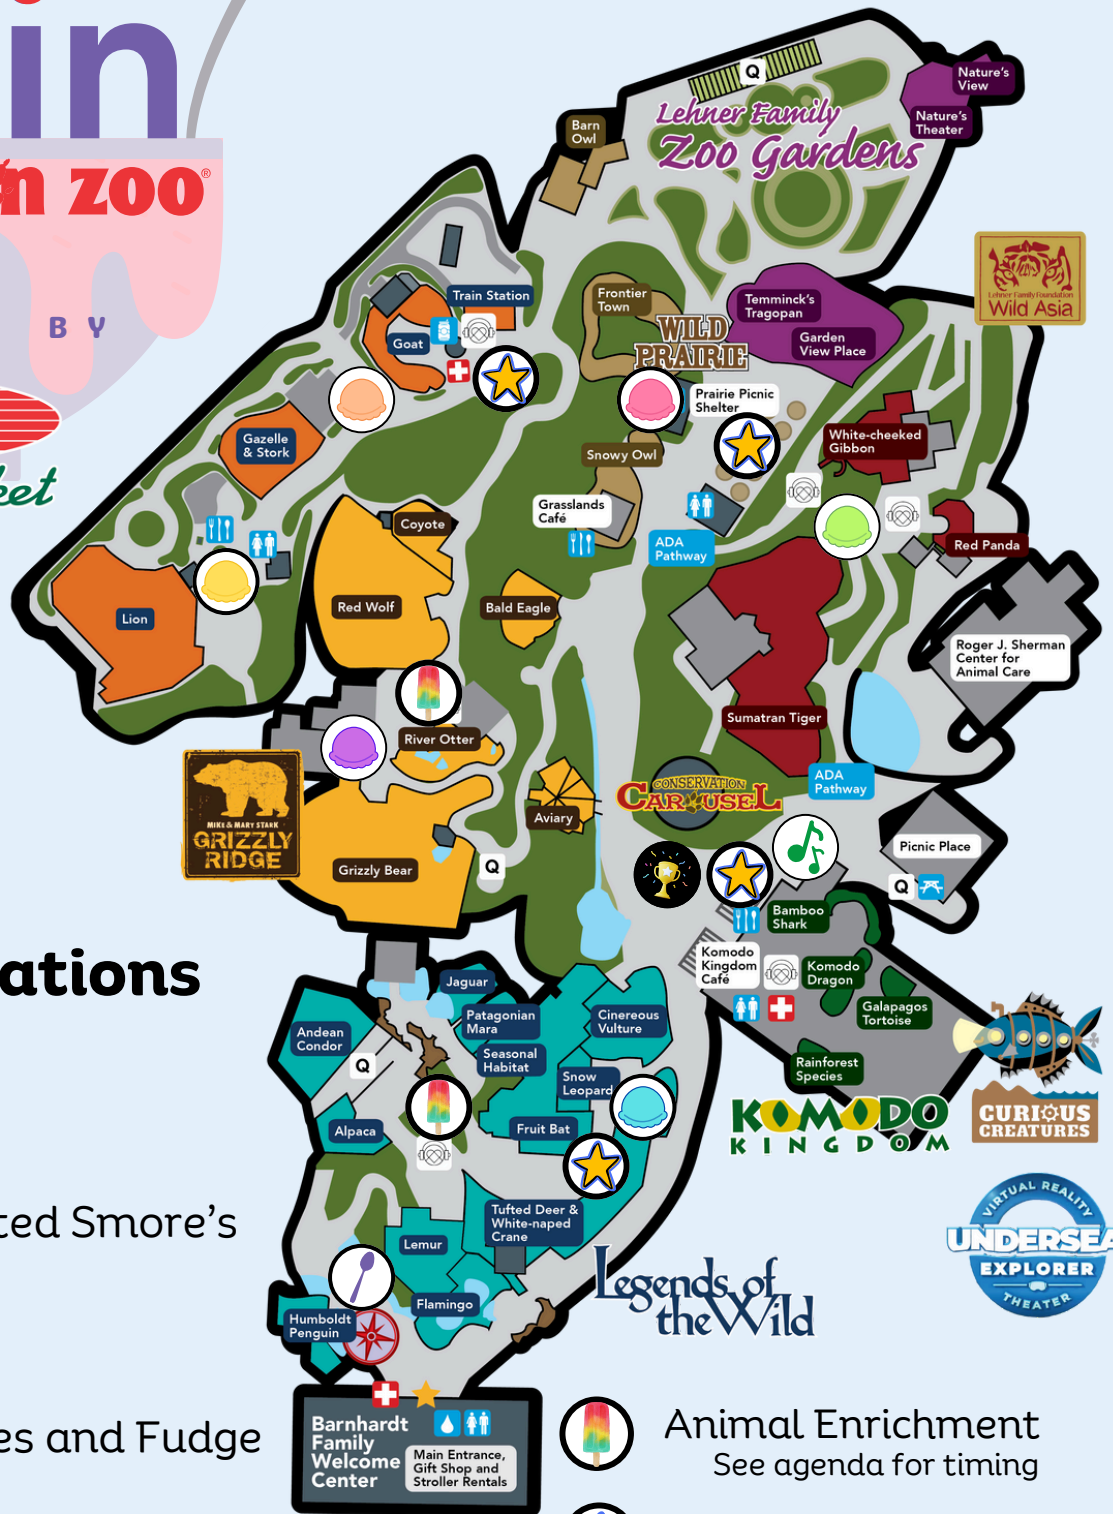 in
n zoo®
B Y
ket
ations
ted Smore's
es and Fudge
Q
Lehner Family
Zoo Gardens
Nature's
View
Nature's
Theater
Barn
Owl
Lehner Family Foundation
Wild Asia
Train Station
Goat
Frontier
Town
WILD
PRAIRIE
Temminck's
Tragopan
Garden
View Place
Prairie Picnic
Shelter
Gazelle
& Stork
Snowy Owl
White-cheeked
Gibbon
Grasslands
Café
Coyote
ADA
Pathway
Red Panda
Red Wolf
Bald Eagle
Lion
Roger J. Sherman
Center for
Animal Care
Sumatran Tiger
River Otter
MIKE & MARY STARK
GRIZZLY
RIDGE
CONSERVATION
CAROUSEL
ADA
Pathway
Aviary
Grizzly Bear
Q
Picnic Place
Q
Bamboo
Shark
Komodo
Kingdom
Café
Komodo
Dragon
Galapagos
Tortoise
Rainforest
Species
KOMODO
KINGDOM
CURIOUS
CREATURES
Jaguar
Patagonian
Mara
Cinereous
Vulture
Andean
Condor
Seasonal
Habitat
Q
Snow
Leopard
Alpaca
Fruit Bat
Tufted Deer &
White-naped
Crane
Lemur
Flamingo
Humboldt
Penguin
Legends of
the Wild
VIRTUAL REALITY
UNDERSEA
EXPLORER
THEATER
Barnhardt
Family
Welcome
Center
Main Entrance,
Gift Shop and
Stroller Rentals
Animal Enrichment
See agenda for timing